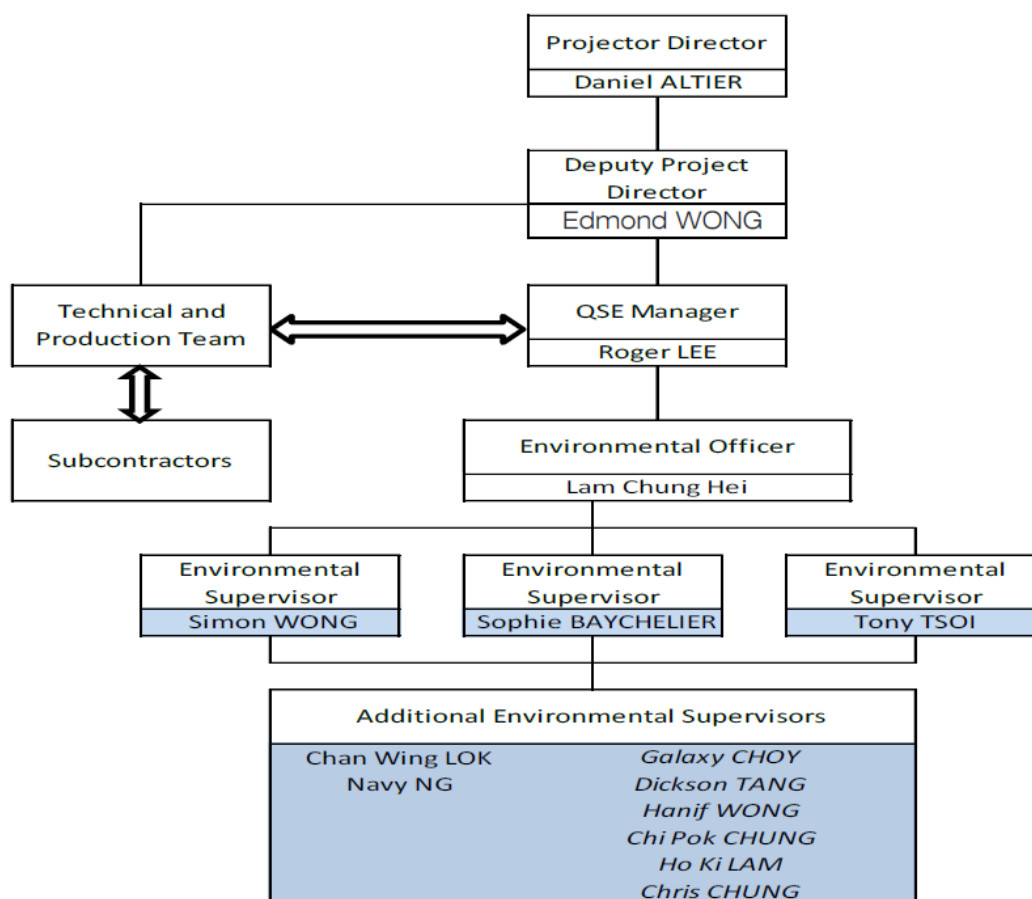 Projector Director
Daniel ALTIER
Deputy Project
Director
Edmond WONG
Technical and
Production Team
QSE Manager
Roger LEE
Subcontractors
Environmental Officer
Lam Chung Hei
Environmental
Supervisor
Simon WONG
Environmental
Supervisor
Sophie BAYCHELIER
Environmental
Supervisor
Tony TSOI
Additional Environmental Supervisors
Chan Wing LOK
Navy NG
Galaxy CHOY
Dickson TANG
Hanif WONG
Chi Pok CHUNG
Ho Ki LAM
Chris CHUNG